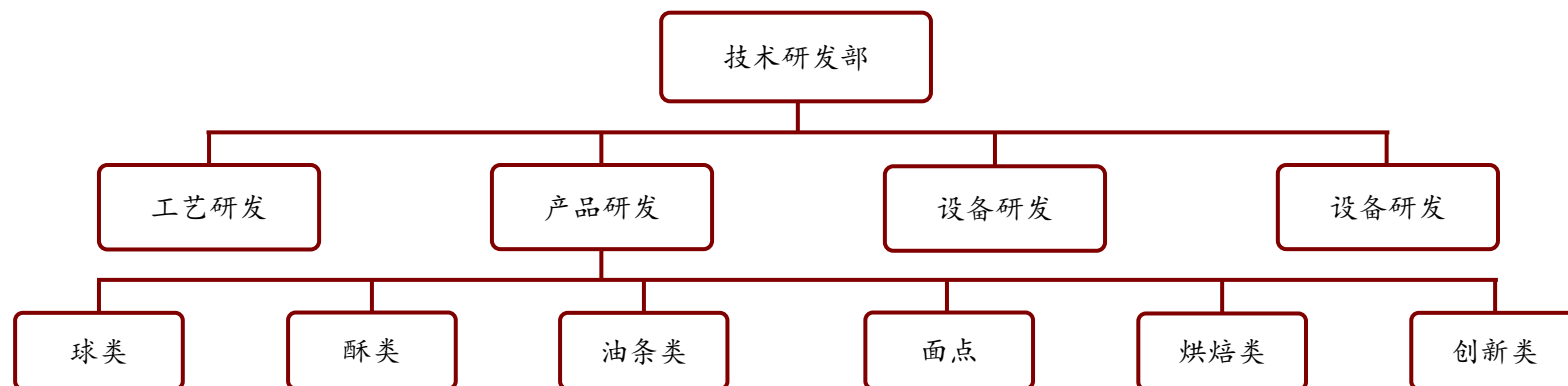 技术研发部
工艺研发
产品研发
设备研发
设备研发
球类
酥类
油条类
面点
烘焙类
创新类